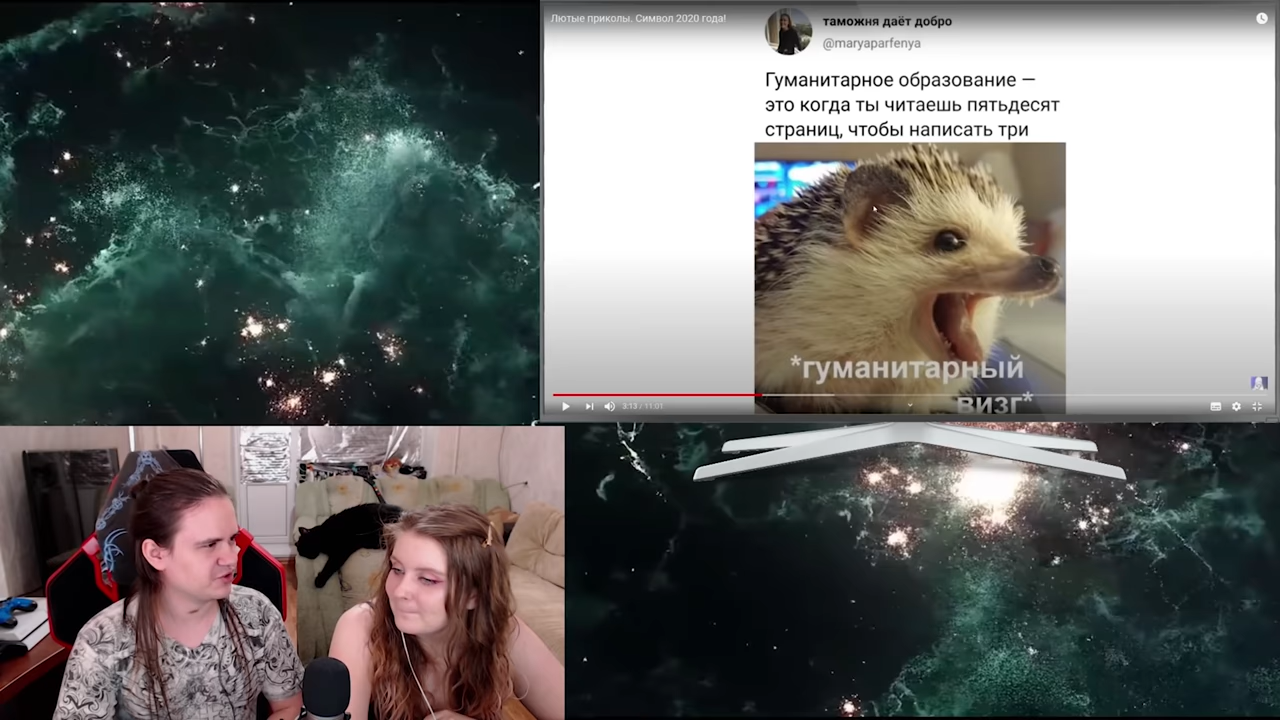 Лютые приколы. Символ 2020 года!
таможня даёт добро
@maryaparfenya
Гуманитарное образование —
это когда ты читаешь пятьдесят
страниц, чтобы написать три
*гуманитарный
визг*
3:13 / 11:01